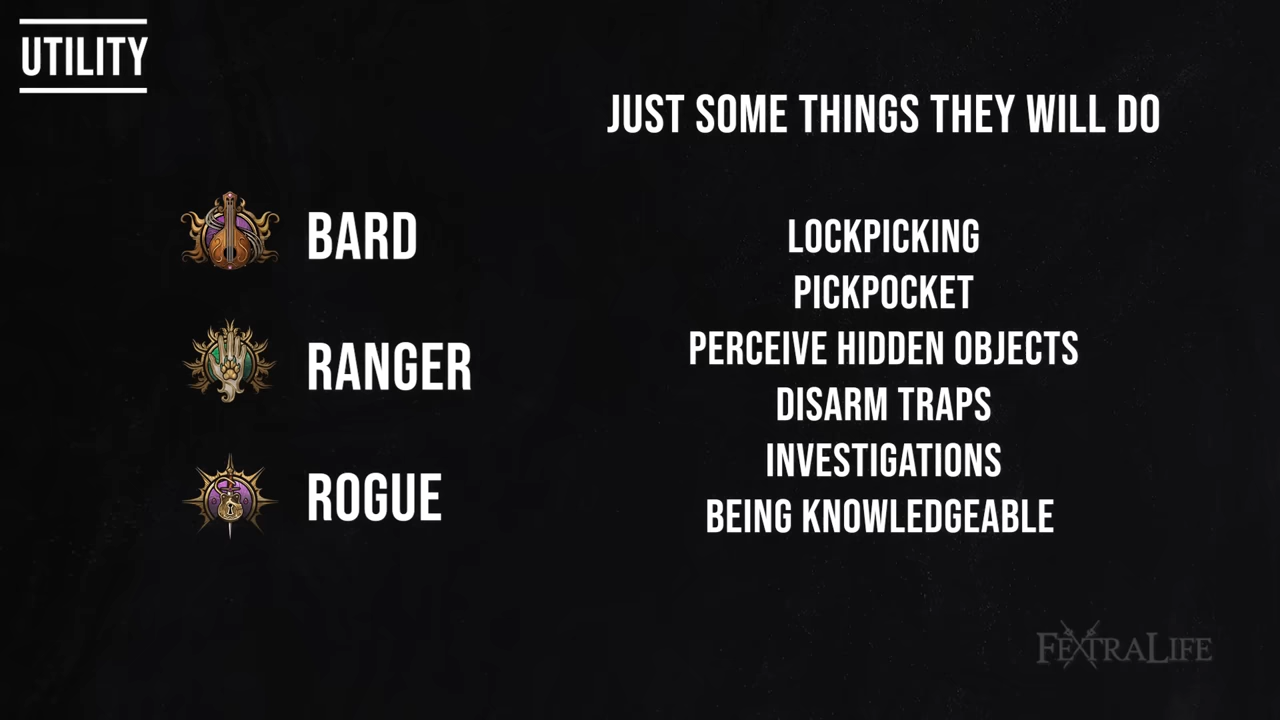 UTILITY
JUST SOME THINGS THEY WILL DO
BARD
RANGER
ROGUE
LOCKPICKING
PICKPOCKET
PERCEIVE HIDDEN OBJECTS
DISARM TRAPS
INVESTIGATIONS
BEING KNOWLEDGEABLE
FEXTRALIFE